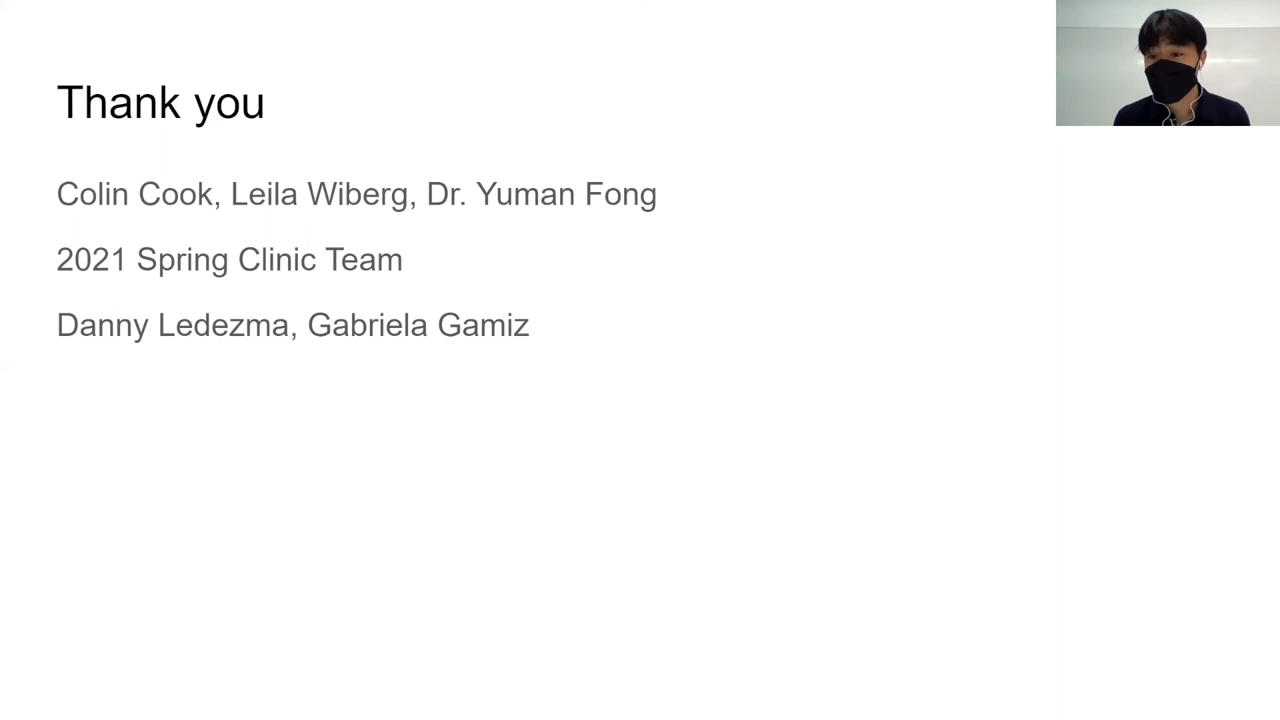 Thank you
Colin Cook, Leila Wiberg, Dr. Yuman Fong
2021 Spring Clinic Team
Danny Ledezma, Gabriela Gamiz